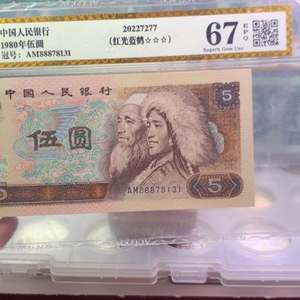 中国人民银行
1980年伍圆
冠号: AM88878131
20227277
(红光蓝鹤☆☆☆)
67 EPQ
Superb Gem Unc
中国人民银行
5
伍圆
AM88878131
5